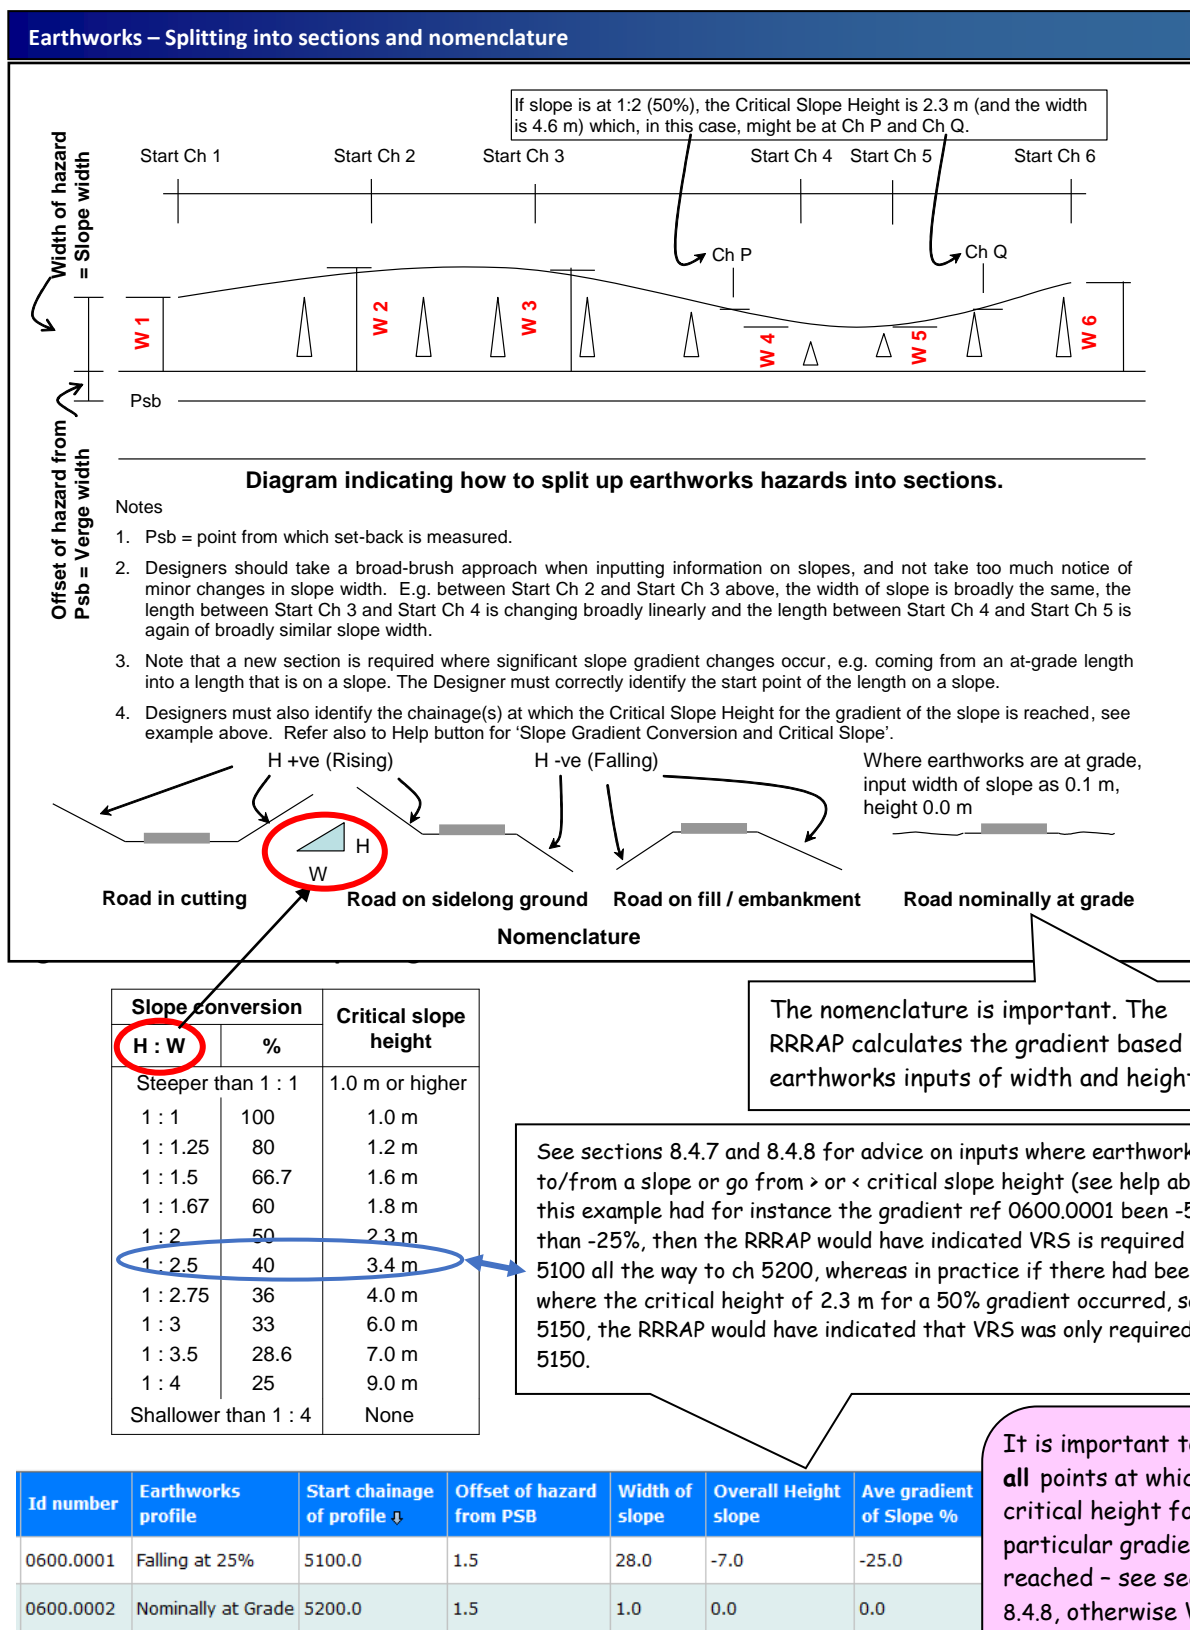 Earthworks – Splitting into sections and nomenclature
If slope is at 1:2 (50%), the Critical Slope Height is 2.3 m (and the width
is 4.6 m) which, in this case, might be at Ch P and Ch Q.
Width of hazard
= Slope width
Start Ch 1
Start Ch 2
Start Ch 3
Start Ch 4
Start Ch 5
Start Ch 6
Ch P
Ch Q
W 1
W 2
W 3
W 4
W 5
W 6
Psb
Offset of hazard from
Psb = Verge width
Diagram indicating how to split up earthworks hazards into sections.
Notes
1. Psb = point from which set-back is measured.
2. Designers should take a broad-brush approach when inputting information on slopes, and not take too much notice of
minor changes in slope width. E.g. between Start Ch 2 and Start Ch 3 above, the width of slope is broadly the same, the
length between Start Ch 3 and Start Ch 4 is changing broadly linearly and the length between Start Ch 4 and Start Ch 5 is
again of broadly similar slope width.
3. Note that a new section is required where significant slope gradient changes occur, e.g. coming from an at-grade length
into a length that is on a slope. The Designer must correctly identify the start point of the length on a slope.
4. Designers must also identify the chainage(s) at which the Critical Slope Height for the gradient of the slope is reached, see
example above. Refer also to Help button for ‘Slope Gradient Conversion and Critical Slope’.
H +ve (Rising)
H -ve (Falling)
Where earthworks are at grade,
input width of slope as 0.1 m,
height 0.0 m
H
W
Road in cutting
Road on sidelong ground
Road on fill / embankment
Road nominally at grade
Nomenclature
Slope conversion
Critical slope
height
H : W
%
Steeper than 1 : 1
1.0 m or higher
1 : 1 100 1.0 m
1 : 1.25 80 1.2 m
1 : 1.5 66.7 1.6 m
1 : 1.67 60 1.8 m
1 : 2 50 2.3 m
1 : 2.5 40 3.4 m
1 : 2.75 36 4.0 m
1 : 3 33 6.0 m
1 : 3.5 28.6 7.0 m
1 : 4 25 9.0 m
Shallower than 1 : 4 None
The nomenclature is important. The
RRRAP calculates the gradient based
earthworks inputs of width and height
See sections 8.4.7 and 8.4.8 for advice on inputs where earthwork
to/from a slope or go from > or < critical slope height (see help ab
this example had for instance the gradient ref 0600.0001 been -5
than -25%, then the RRRAP would have indicated VRS is required
5100 all the way to ch 5200, whereas in practice if there had bee
where the critical height of 2.3 m for a 50% gradient occurred, s
5150, the RRRAP would have indicated that VRS was only required
5150.
It is important t
all points at whic
critical height fo
particular gradie
reached – see se
8.4.8, otherwise V
Id number
Earthworks
profile
Start chainage
of profile
Offset of hazard
from PSB
Width of
slope
Overall Height
slope
Ave gradient
of Slope %
0600.0001 Falling at 25% 5100.0 1.5 28.0 -7.0 -25.0
0600.0002 Nominally at Grade 5200.0 1.5 1.0 0.0 0.0